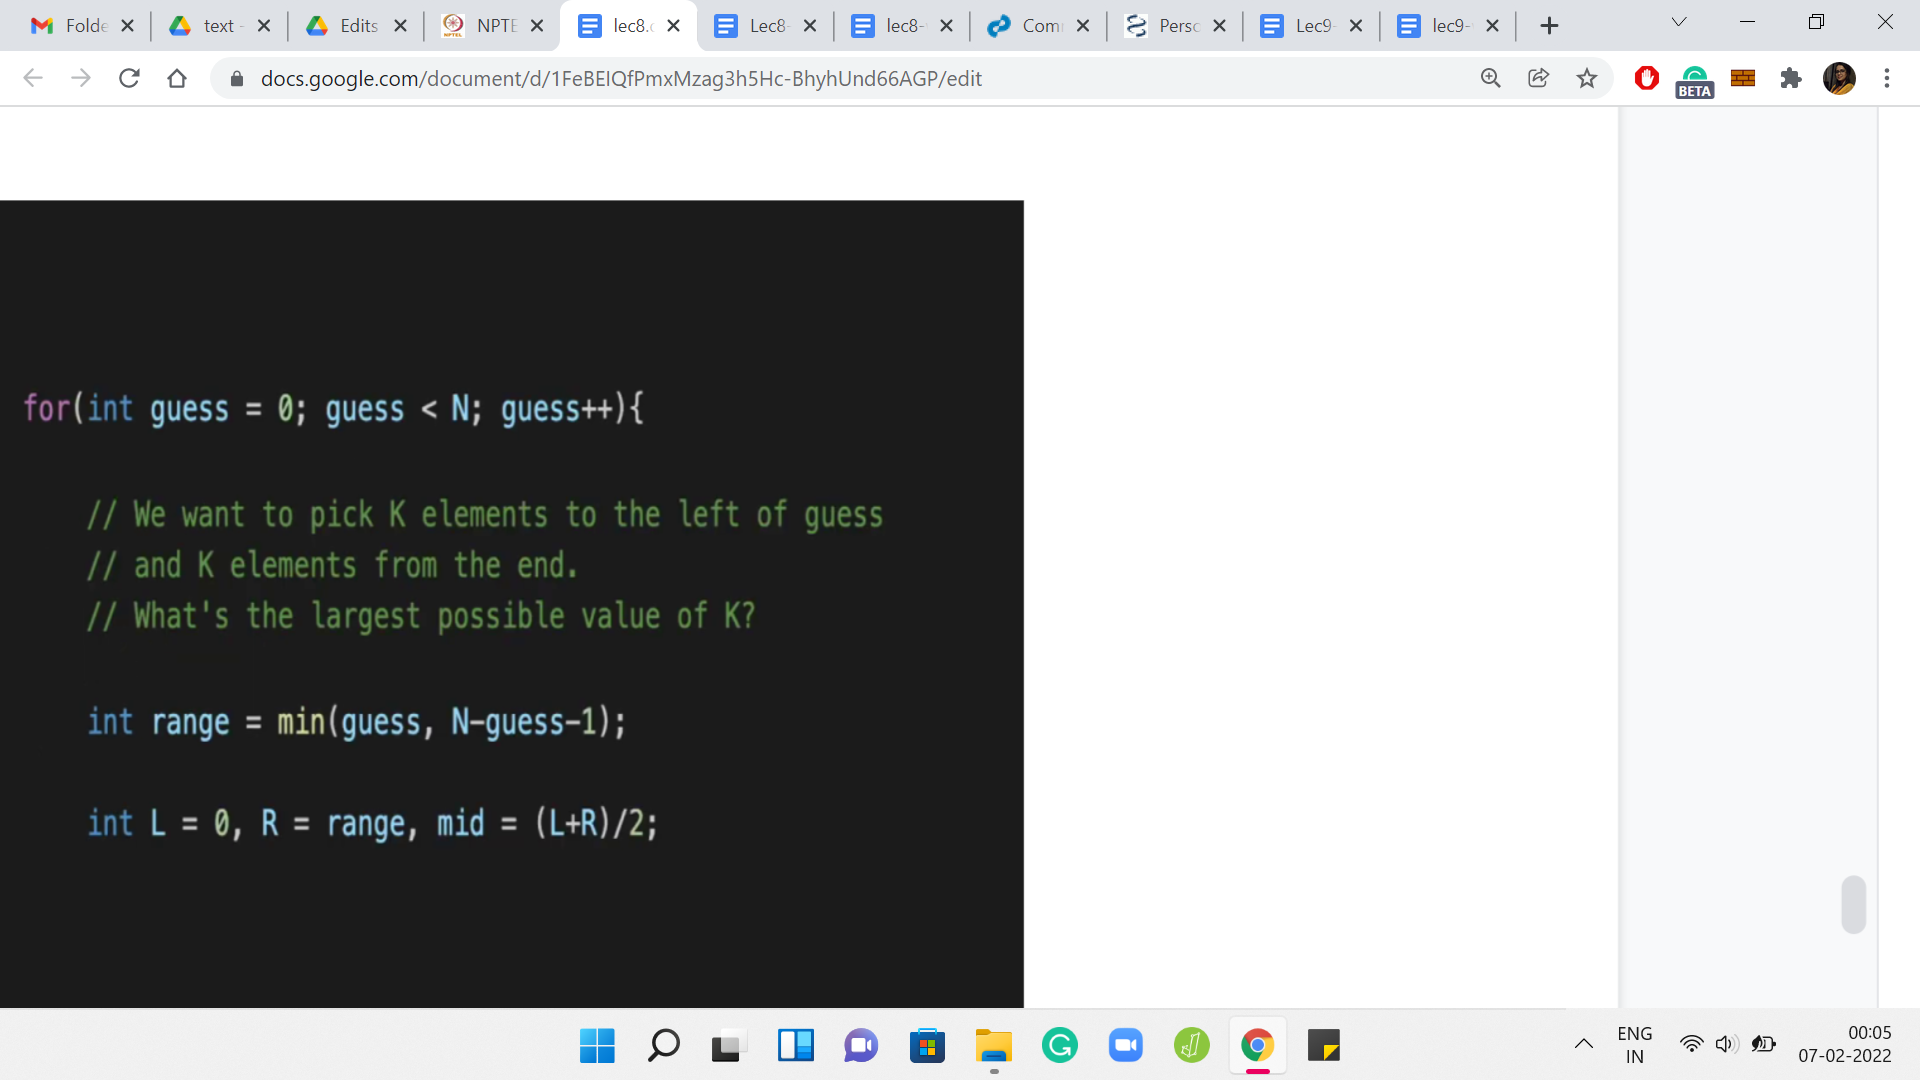 Folde
text -
Edits
NPTE
lec8.
Lec8-
lec8-
Com
Perso
Lec9-
lec9-
docs.google.com/document/d/1FeBEIQfPmxMzag3h5Hc-BhyhUnd66AGP/edit
BETA
for(int guess = 0; guess < N; guess++){
// We want to pick K elements to the left of guess
// and K elements from the end.
// What's the largest possible value of K?
int range = min(guess, N-guess-1);
int L = 0, R = range, mid = (L+R)/2;
ENG
IN
00:05
07-02-2022